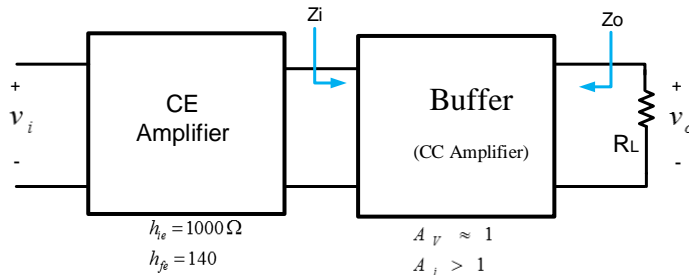 Zi
Zo
+
+
CE
Amplifier
Buffer
(CC Amplifier)
v i
v o
RL
-
-
h ie = 1000 Ω
h fe = 140
A V ≈ 1
A i > 1